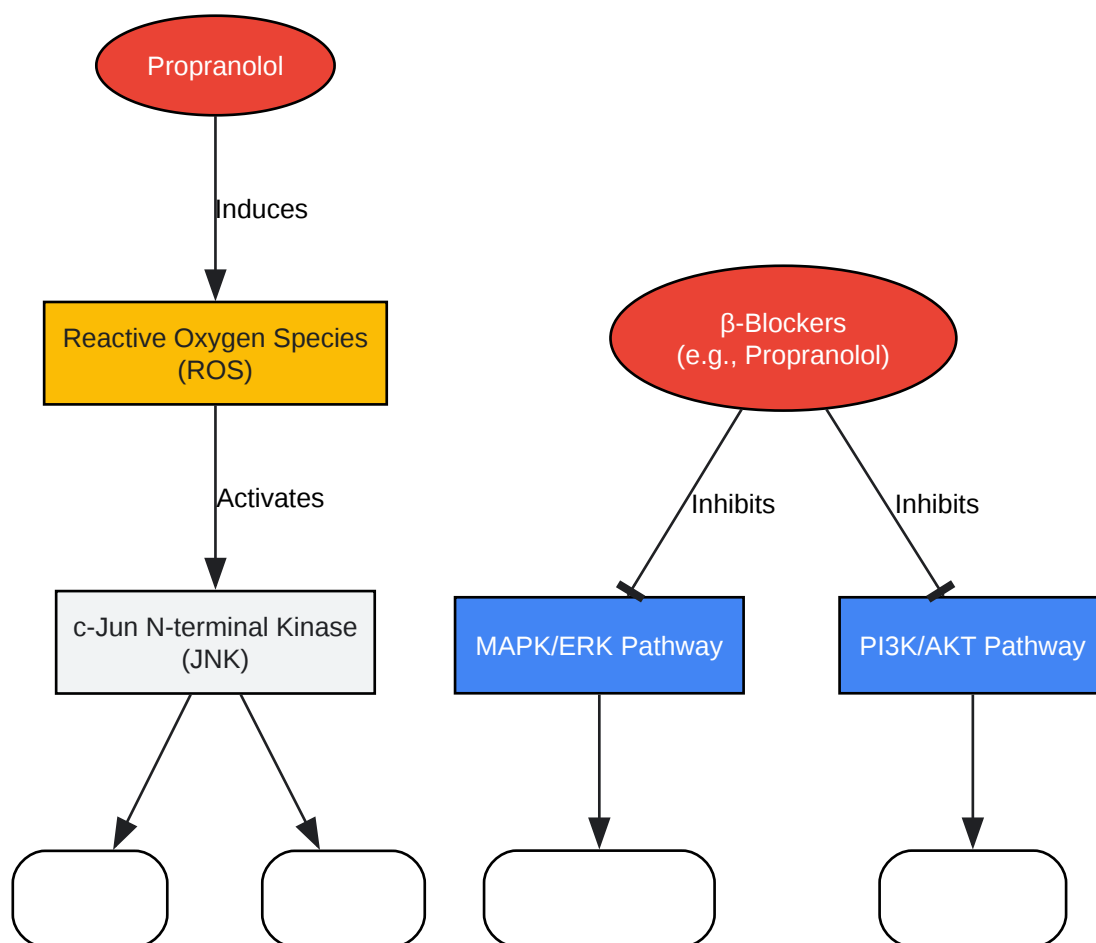 Propranolol
Induces
Reactive Oxygen Species
(ROS)
Activates
c-Jun N-terminal Kinase
(JNK)
β-Blockers
(e.g., Propranolol)
Inhibits
Inhibits
MAPK/ERK Pathway
PI3K/AKT Pathway